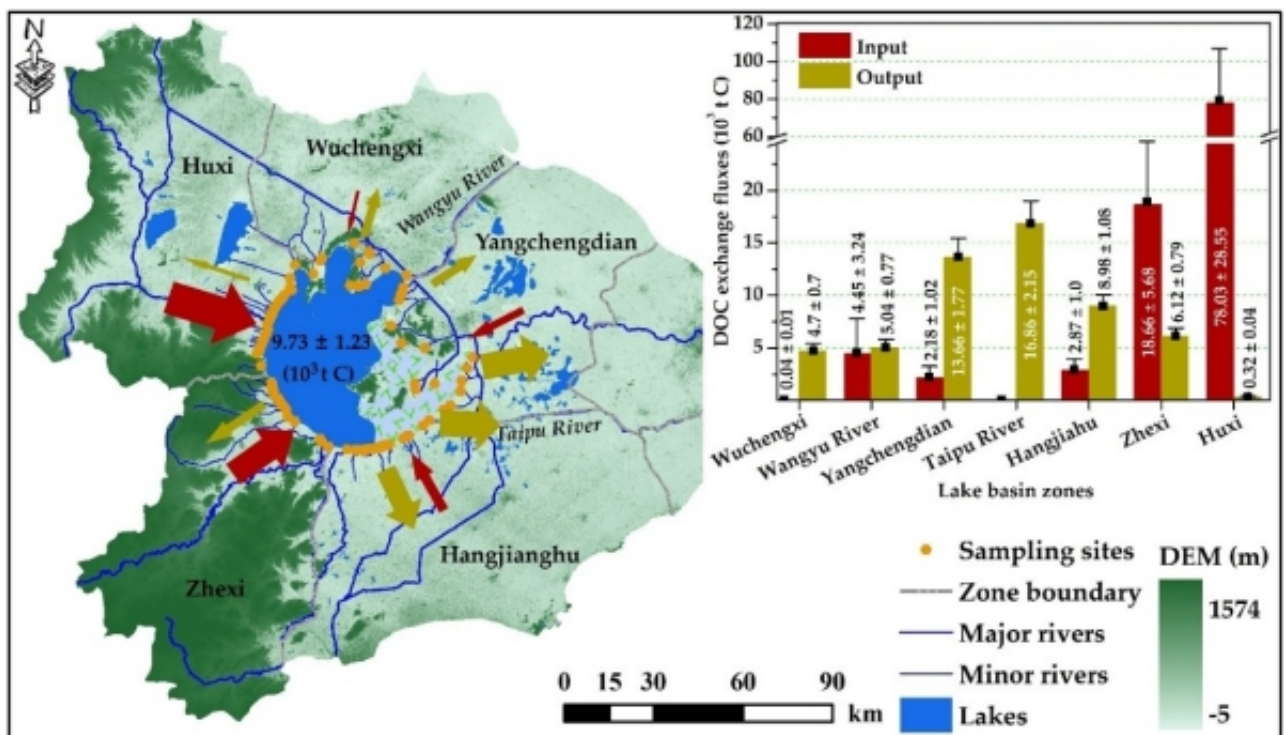 N
Wuchengxi
Huxi
Wangyu River
Yangchengdian
9.73 ± 1.23
(10³t C)
Taipu River
Hangjianghu
Zhexi
0 15 30 60 90
km
DOC exchange fluxes (10³ t C)
120
100
80
60
20
15
10
5
Input
Output
0.04 ± 0.01
4.7 ± 0.7
4.45 ± 3.24
5.04 ± 0.77
2.18 ± 1.02
13.66 ± 1.77
16.86 ± 2.15
2.87 ± 1.0
8.98 ± 1.08
18.66 ± 5.68
6.12 ± 0.79
78.03 ± 28.55
0.32 ± 0.04
Wuchengxi
Wangyu River
Yangchengdian
Taipu River
Hangjiahu
Zhexi
Huxi
Lake basin zones
Sampling sites
Zone boundary
Major rivers
Minor rivers
Lakes
DEM (m)
1574
-5